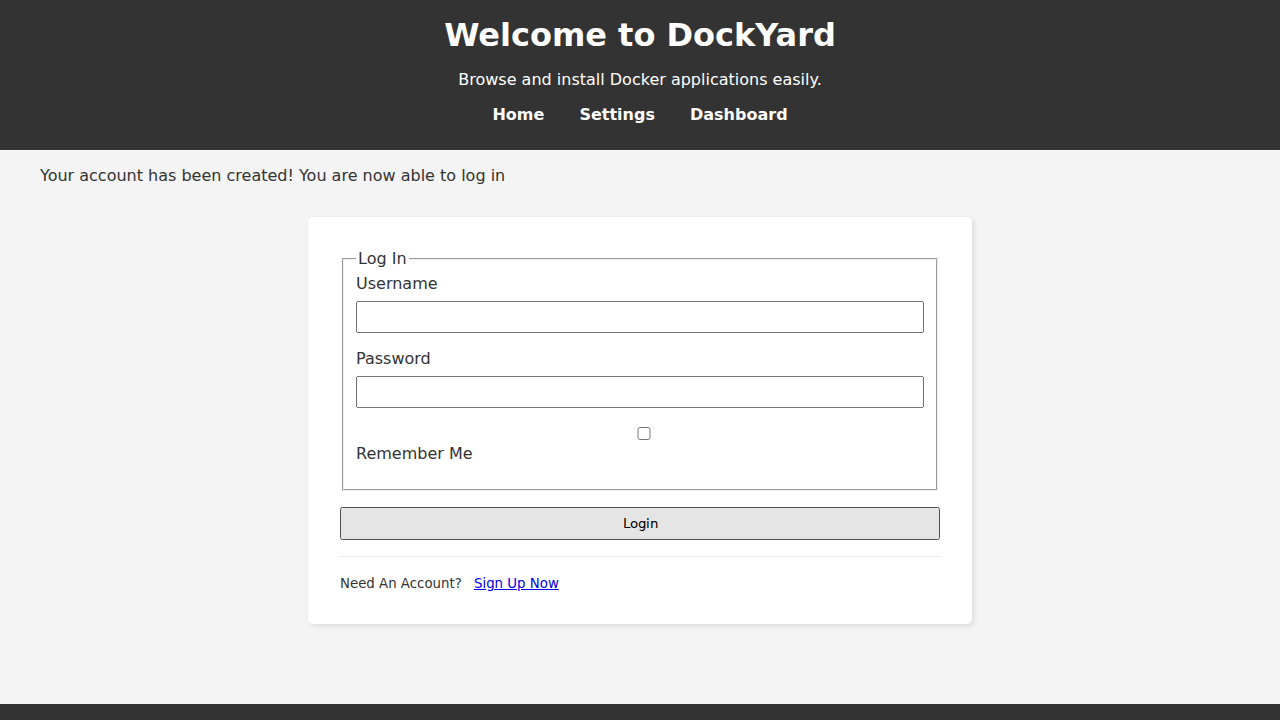 Welcome to DockYard
Browse and install Docker applications easily.
Home Settings Dashboard
Your account has been created! You are now able to log in
Log In
Username
Password
Remember Me
Login
Need An Account? Sign Up Now